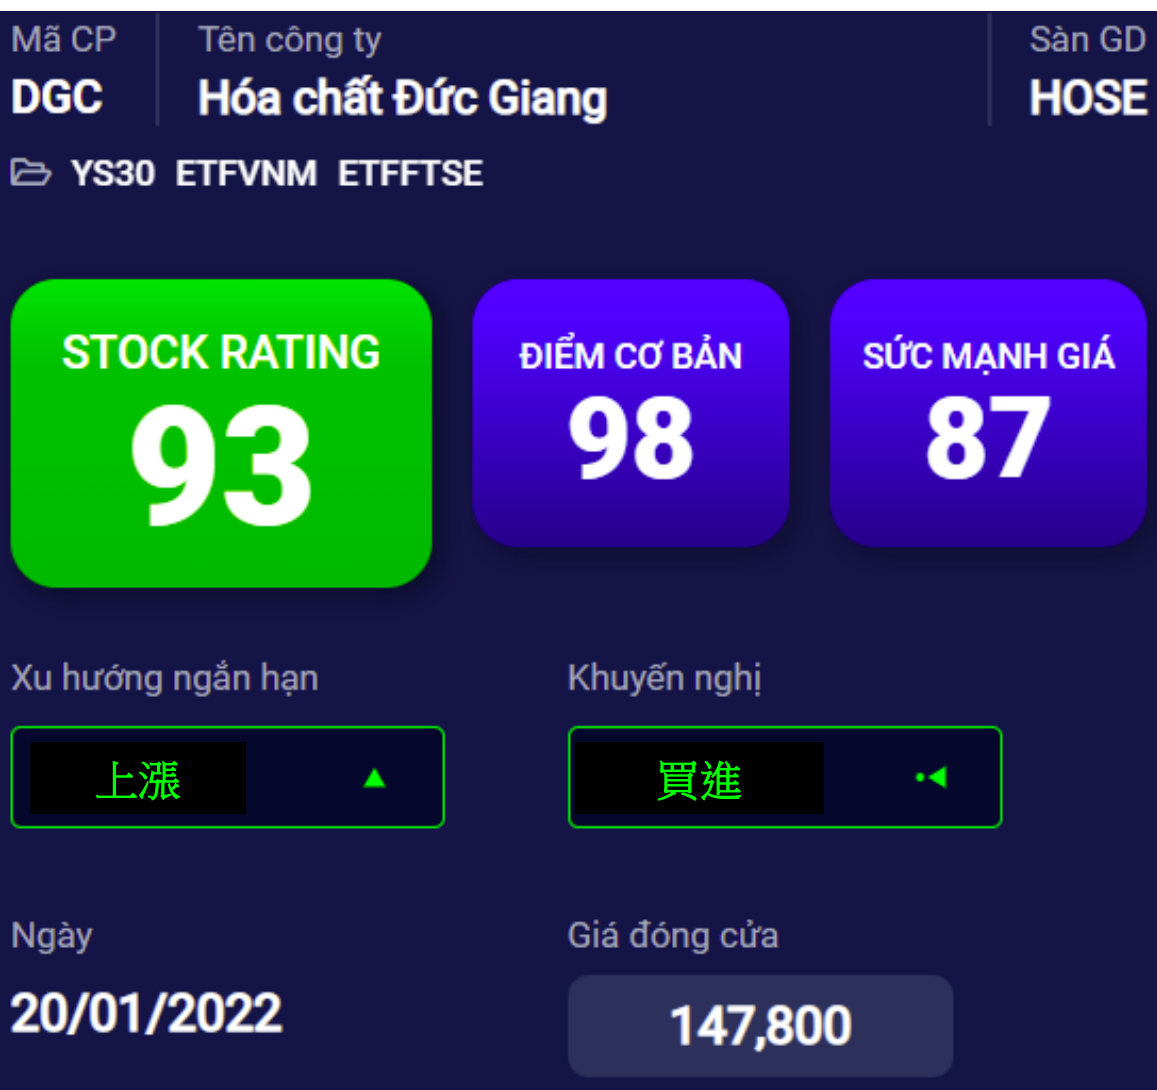 Mã CP Tên công ty Sàn GD
DGC Hóa chất Đức Giang HOSE
YS30 ETFVNM ETFFTSE
STOCK RATING ĐIỂM CƠ BẢN SỨC MẠNH GIÁ
93 98 87
Xu hướng ngắn hạn Khuyến nghị
上漲 買進
Ngày Giá đóng cửa
20/01/2022 147,800